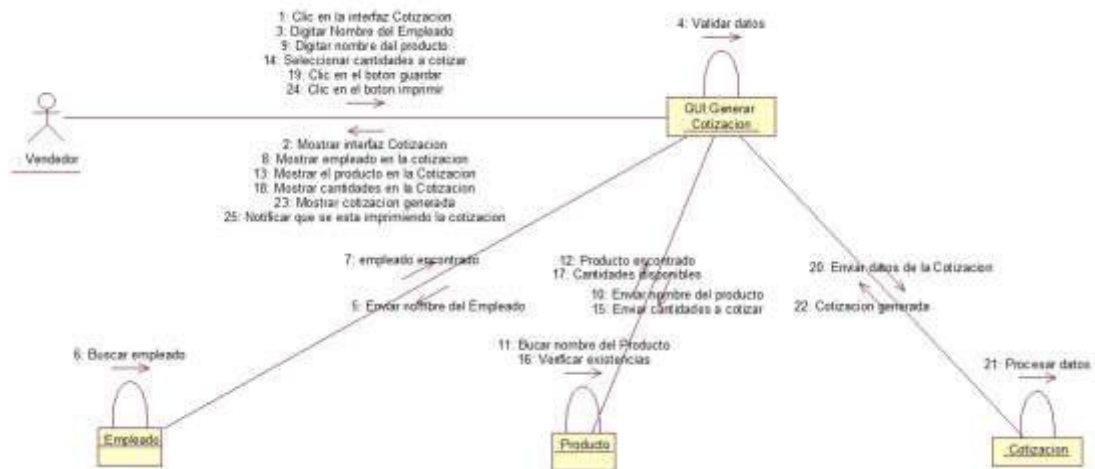 1: Clic en la interfaz Cotizacion
3: Digitar Nombre del Empleado
9: Digitar nombre del producto
14: Seleccionar cantidades a cotizar
19: Clic en el boton guardar
24: Clic en el boton imprimir
4: Validar datos
GUI:Generar
Cotizacion
: Vendedor
2: Mostrar interfaz Cotizacion
8: Mostrar empleado en la cotizacion
13: Mostrar el producto en la Cotizacion
18: Mostrar cantidades en la Cotizacion
23: Mostrar cotizacion generada
25: Notificar que se esta imprimiendo la cotizacion
7: empleado encontrado
5: Enviar nombre del Empleado
12: Producto encontrado
17: Cantidades disponibles
10: Enviar nombre del producto
15: Enviar cantidades a cotizar
20: Enviar datos de la Cotizacion
22: Cotizacion generada
6: Buscar empleado
11: Bucar nombre del Producto
16: Verificar existencias
21: Procesar datos
Empleado
Producto
Cotizacion